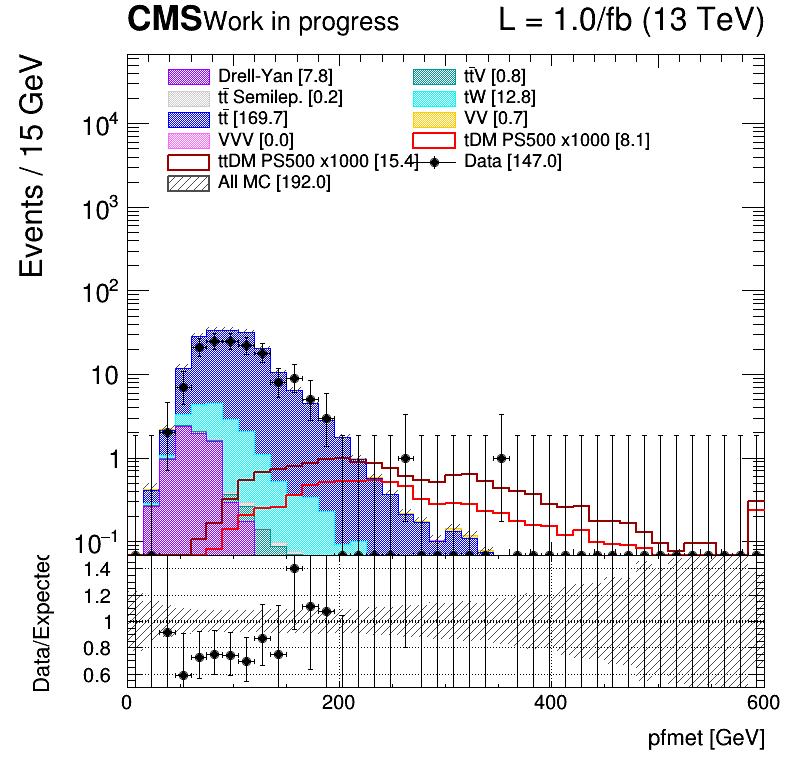 CMS Work in progress L = 1.0/fb (13 TeV)
Events / 15 GeV
Drell-Yan [7.8]
tt̄V [0.8]
tt̄ Semilep. [0.2]
tW [12.8]
tt̄ [169.7]
VV [0.7]
VVV [0.0]
tDM PS500 x1000 [8.1]
ttDM PS500 x1000 [15.4]
Data [147.0]
All MC [192.0]
10⁴
10³
10²
10
1
10⁻¹
Data/Expected
1.4
1.2
1
0.8
0.6
0 200 400 600
pfmet [GeV]